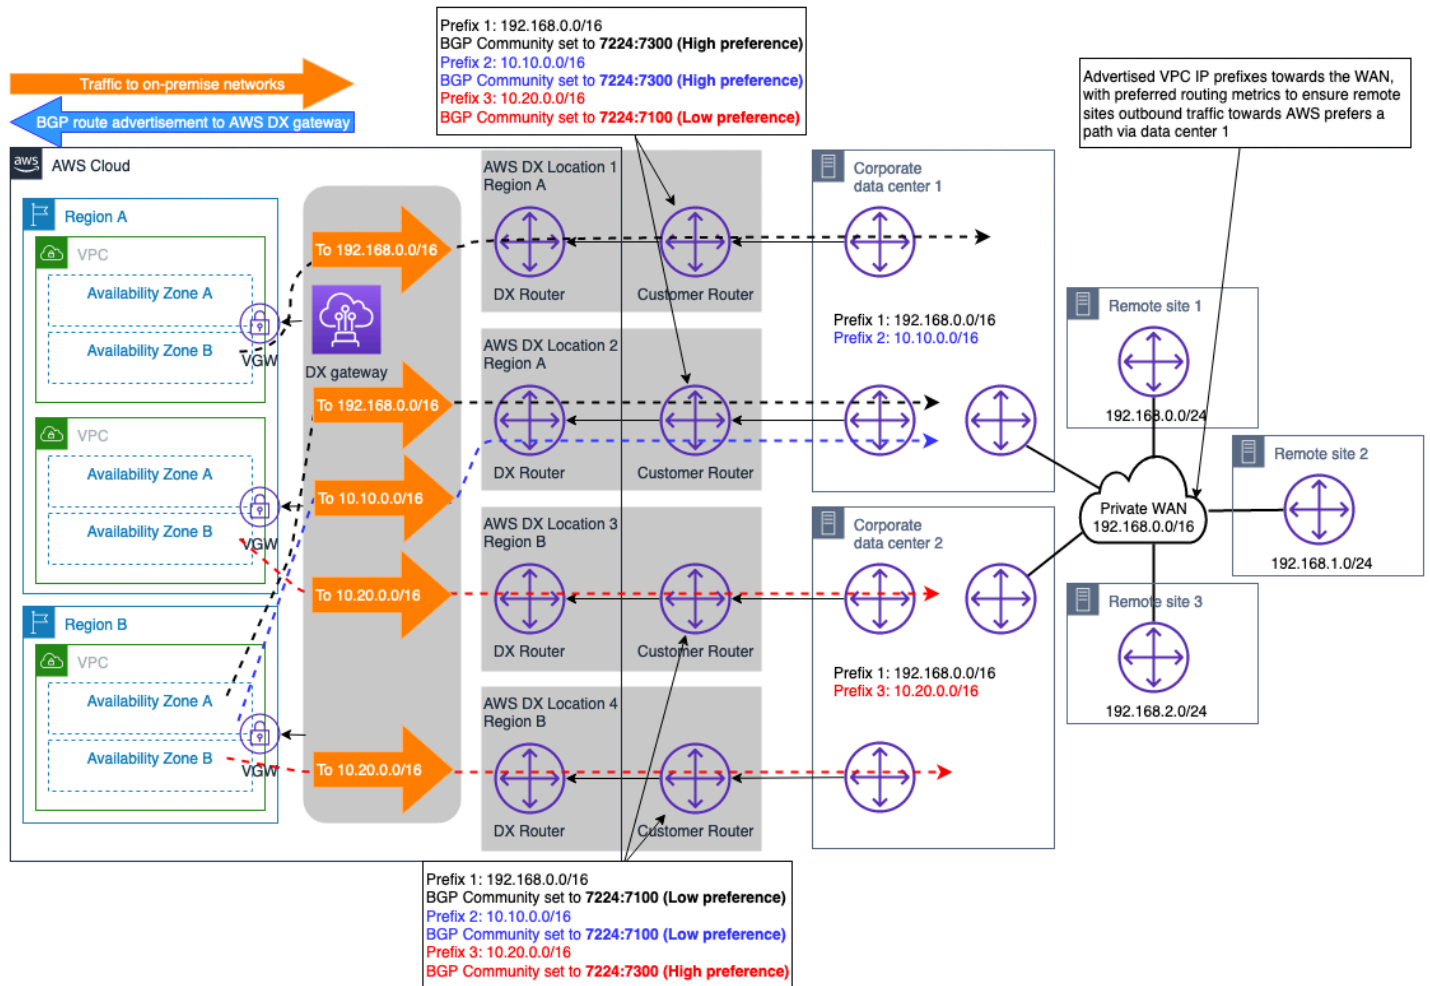 Prefix 1: 192.168.0.0/16
BGP Community set to 7224:7300 (High preference)
Prefix 2: 10.10.0.0/16
BGP Community set to 7224:7300 (High preference)
Prefix 3: 10.20.0.0/16
BGP Community set to 7224:7100 (Low preference)
Advertised VPC IP prefixes towards the WAN,
with preferred routing metrics to ensure remote
sites outbound traffic towards AWS prefers a
path via data center 1
Traffic to on-premise networks
BGP route advertisement to AWS DX gateway
aws
AWS Cloud
Region A
VPC
Availability Zone A
Availability Zone B
VGW
VPC
Availability Zone A
Availability Zone B
VGW
Region B
VPC
Availability Zone A
Availability Zone B
VGW
To 192.168.0.0/16
DX gateway
To 192.168.0.0/16
To 10.10.0.0/16
To 10.20.0.0/16
To 10.20.0.0/16
AWS DX Location 1
Region A
DX Router
Customer Router
AWS DX Location 2
Region A
DX Router
Customer Router
AWS DX Location 3
Region B
DX Router
Customer Router
AWS DX Location 4
Region B
DX Router
Customer Router
Corporate
data center 1
Prefix 1: 192.168.0.0/16
Prefix 2: 10.10.0.0/16
Corporate
data center 2
Prefix 1: 192.168.0.0/16
Prefix 3: 10.20.0.0/16
Remote site 1
192.168.0.0/24
Private WAN
192.168.0.0/16
Remote site 2
192.168.1.0/24
Remote site 3
192.168.2.0/24
Prefix 1: 192.168.0.0/16
BGP Community set to 7224:7100 (Low preference)
Prefix 2: 10.10.0.0/16
BGP Community set to 7224:7100 (Low preference)
Prefix 3: 10.20.0.0/16
BGP Community set to 7224:7300 (High preference)